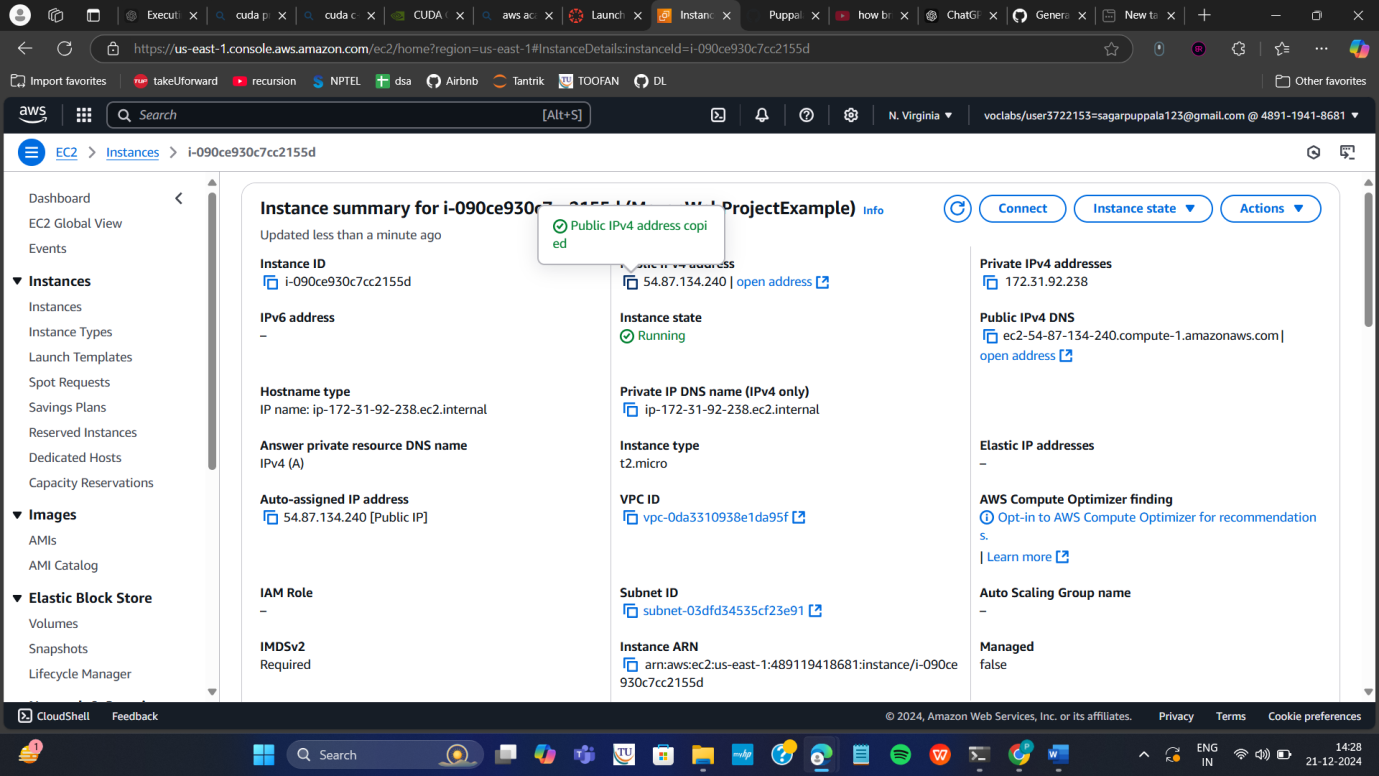 Executi
cuda pr
cuda c-
CUDA C
aws aca
Launch
Instanc
Puppal
how bri
ChatGP
Genera
New ta
https://us-east-1.console.aws.amazon.com/ec2/home?region=us-east-1#InstanceDetails:instanceId=i-090ce930c7cc2155d
Import favorites
takeUforward
recursion
NPTEL
dsa
Airbnb
Tantrik
TOOFAN
DL
Other favorites
aws
Search
[Alt+S]
N. Virginia
voclabs/user3722153=sagarpuppala123@gmail.com @ 4891-1941-8681
EC2
Instances
i-090ce930c7cc2155d
Dashboard
EC2 Global View
Events
Instances
Instances
Instance Types
Launch Templates
Spot Requests
Savings Plans
Reserved Instances
Dedicated Hosts
Capacity Reservations
Images
AMIs
AMI Catalog
Elastic Block Store
Volumes
Snapshots
Lifecycle Manager
Instance summary for
ProjectExample) Info
Updated less than a minute ago
Connect
Instance state
Actions
Public IPv4 address copi
ed
Instance ID
i-090ce930c7cc2155d
Public IPv4 address
54.87.134.240 | open address
Private IPv4 addresses
172.31.92.238
IPv6 address
–
Instance state
Running
Public IPv4 DNS
ec2-54-87-134-240.compute-1.amazonaws.com |
open address
Hostname type
IP name: ip-172-31-92-238.ec2.internal
Private IP DNS name (IPv4 only)
ip-172-31-92-238.ec2.internal
Answer private resource DNS name
IPv4 (A)
Instance type
t2.micro
Elastic IP addresses
–
Auto-assigned IP address
54.87.134.240 [Public IP]
VPC ID
vpc-0da3310938e1da95f
AWS Compute Optimizer finding
Opt-in to AWS Compute Optimizer for recommendation
s.
| Learn more
IAM Role
–
Subnet ID
subnet-03dfd34535cf23e91
Auto Scaling Group name
–
IMDSv2
Required
Instance ARN
arn:aws:ec2:us-east-1:489119418681:instance/i-090ce
930c7cc2155d
Managed
false
CloudShell
Feedback
© 2024, Amazon Web Services, Inc. or its affiliates.
Privacy
Terms
Cookie preferences
1
Search
ENG
IN
14:28
21-12-2024